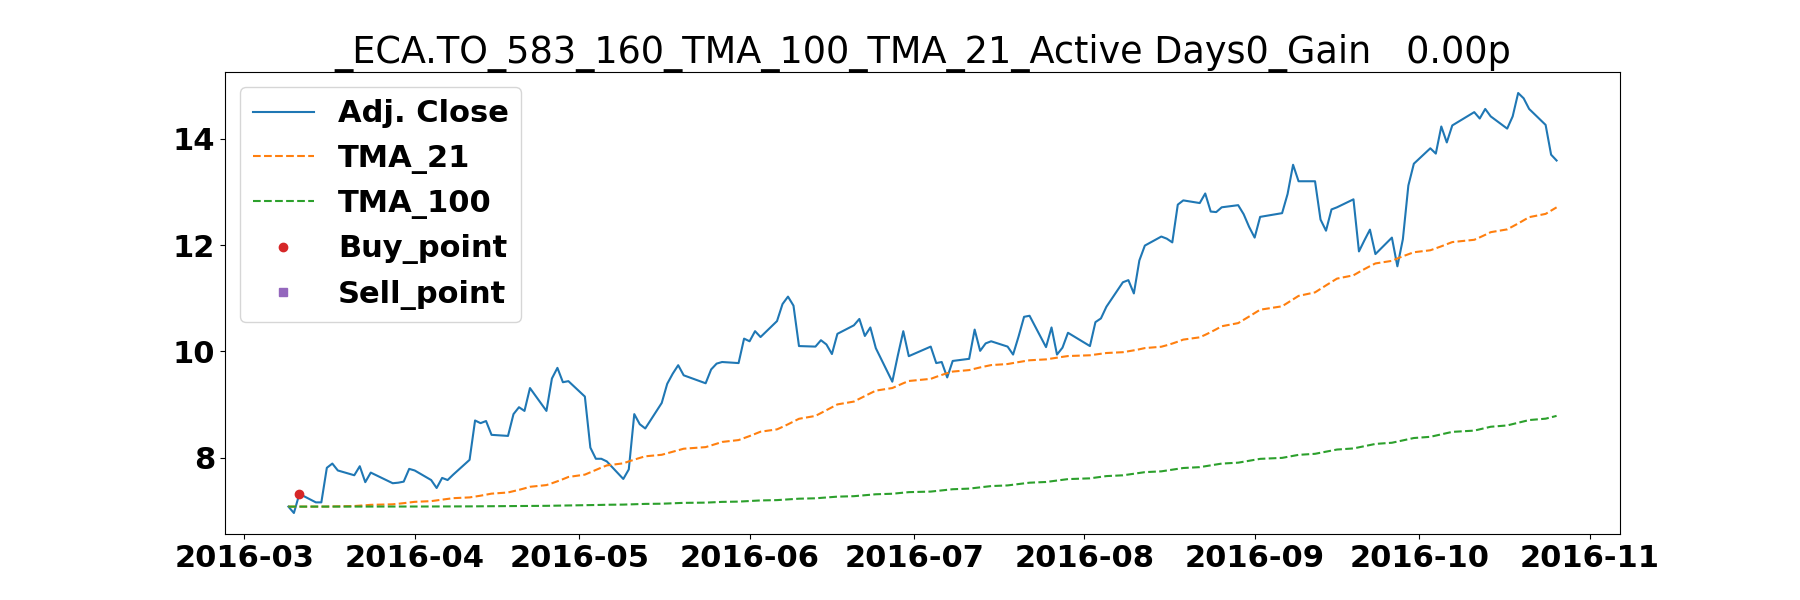 _ECA.TO_583_160_TMA_100_TMA_21_Active Days0_Gain   0.00p
Adj. Close
TMA_21
TMA_100
Buy_point
Sell_point
14
12
10
8
2016-03 2016-04 2016-05 2016-06 2016-07 2016-08 2016-09 2016-10 2016-11